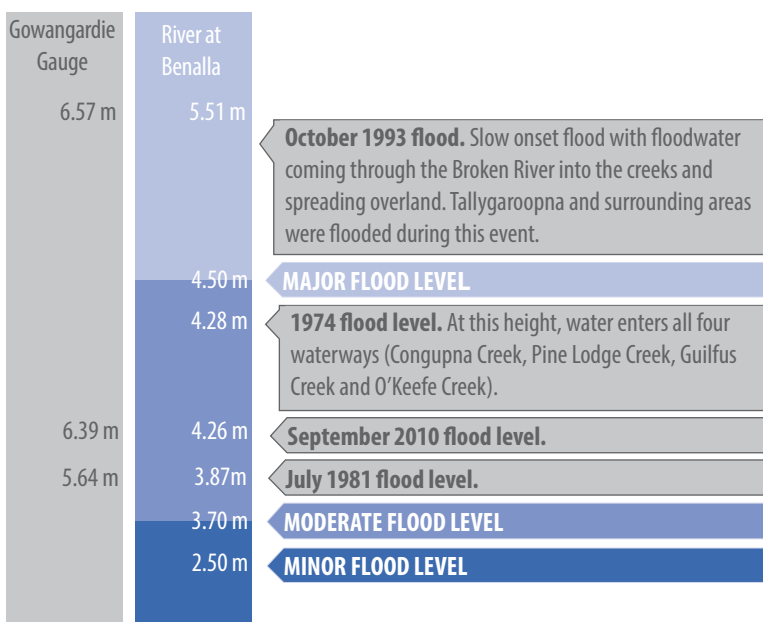 Gowangardie
Gauge
River at
Benalla
6.57 m
5.51 m
October 1993 flood. Slow onset flood with floodwater
coming through the Broken River into the creeks and
spreading overland. Tallygaroopna and surrounding areas
were flooded during this event.
4.50 m
MAJOR FLOOD LEVEL
4.28 m
1974 flood level. At this height, water enters all four
waterways (Congupna Creek, Pine Lodge Creek, Guilfus
Creek and O'Keefe Creek).
6.39 m
4.26 m
September 2010 flood level.
5.64 m
3.87m
July 1981 flood level.
3.70 m
MODERATE FLOOD LEVEL
2.50 m
MINOR FLOOD LEVEL